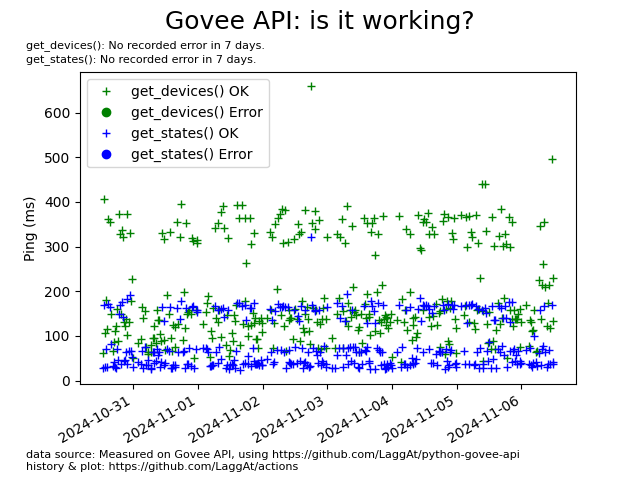 Govee API: is it working?
get_devices(): No recorded error in 7 days.
get_states(): No recorded error in 7 days.
get_devices() OK
get_devices() Error
get_states() OK
get_states() Error
Ping (ms)
600
500
400
300
200
100
0
2024-10-31
2024-11-01
2024-11-02
2024-11-03
2024-11-04
2024-11-05
2024-11-06
data source: Measured on Govee API, using https://github.com/LaggAt/python-govee-api
history & plot: https://github.com/LaggAt/actions